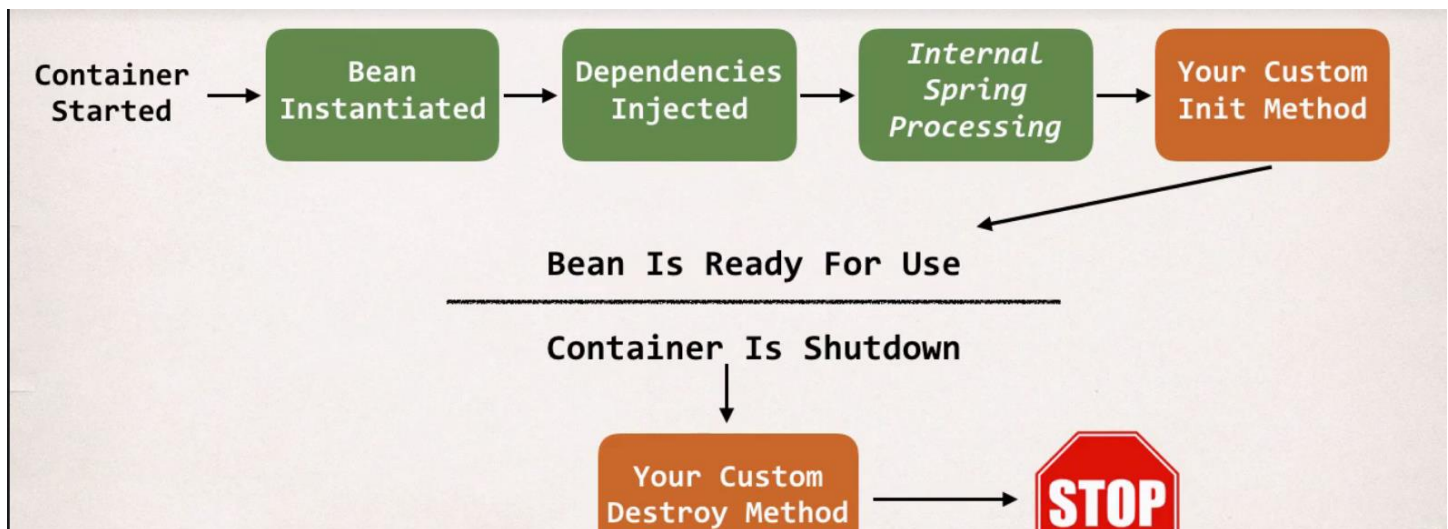 Container
Started
Bean
Instantiated
Dependencies
Injected
Internal
Spring
Processing
Your Custom
Init Method
Bean Is Ready For Use
Container Is Shutdown
Your Custom
Destroy Method
STOP